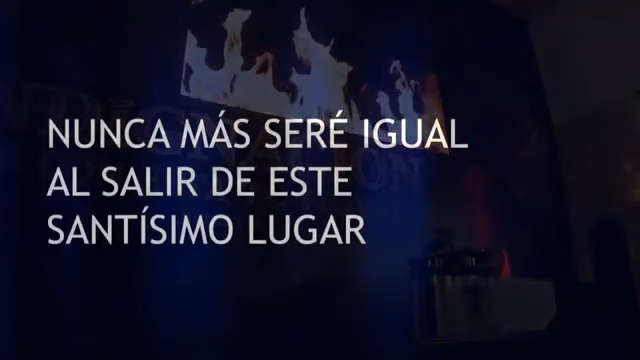 NUNCA MÁS SERÉ IGUAL
AL SALIR DE ESTE
SANTÍSIMO LUGAR